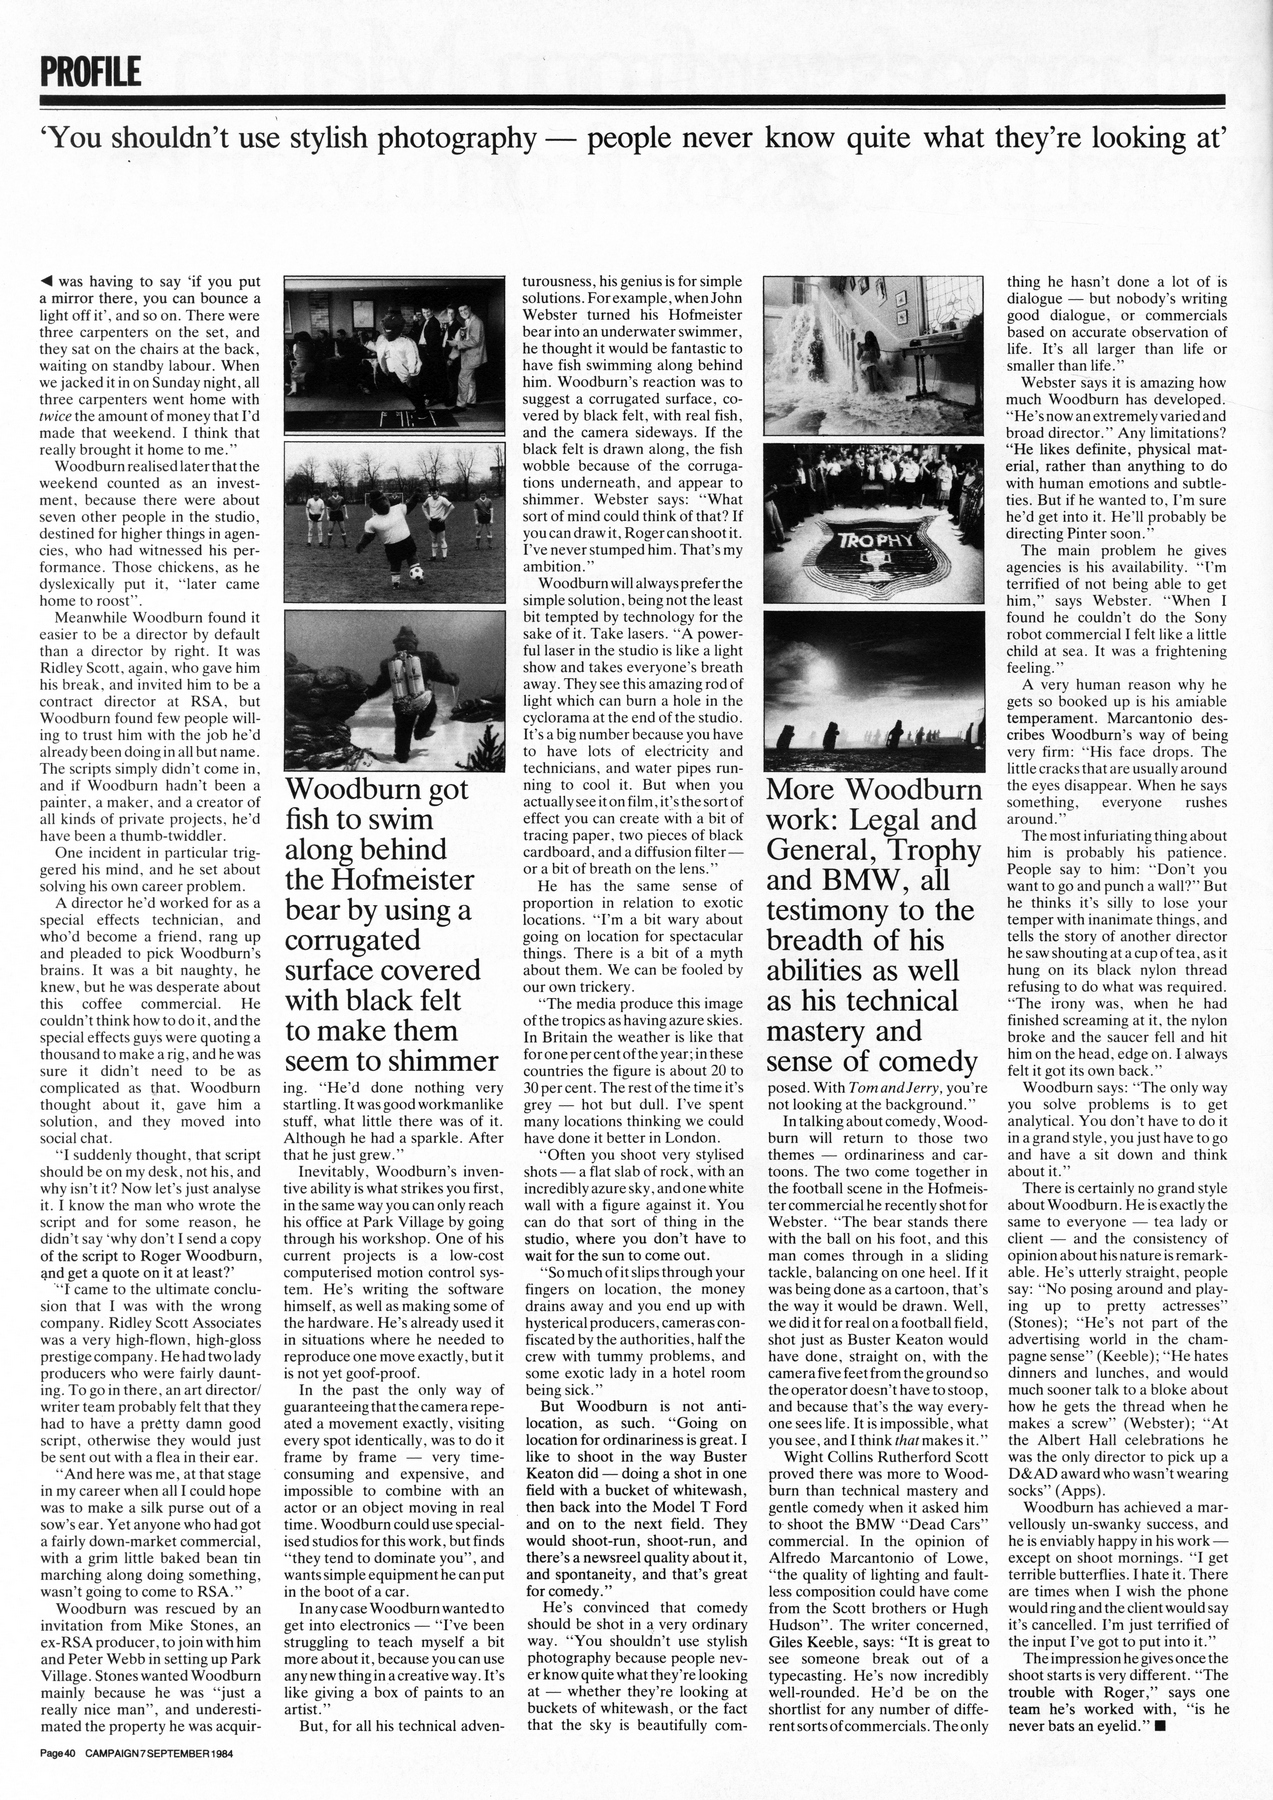 PROFILE
‘You shouldn’t use stylish photography — people never know quite what they’re looking at’
◀ was having to say ‘if you put
a mirror there, you can bounce a
light off it’, and so on. There were
three carpenters on the set, and
they sat on the chairs at the back,
waiting on standby labour. When
we jacked it in on Sunday night, all
three carpenters went home with
twice the amount of money that I’d
made that weekend. I think that
really brought it home to me.”
Woodburn realised later that the
weekend counted as an invest-
ment, because there were about
seven other people in the studio,
destined for higher things in agen-
cies, who had witnessed his per-
formance. Those chickens, as he
dyslexically put it, “later came
home to roost”.
Meanwhile Woodburn found it
easier to be a director by default
than a director by right. It was
Ridley Scott, again, who gave him
his break, and invited him to be a
contract director at RSA, but
Woodburn found few people will-
ing to trust him with the job he’d
already been doing in all but name.
The scripts simply didn’t come in,
and if Woodburn hadn’t been a
painter, a maker, and a creator of
all kinds of private projects, he’d
have been a thumb-twiddler.
One incident in particular trig-
gered his mind, and he set about
solving his own career problem.
A director he’d worked for as a
special effects technician, and
who’d become a friend, rang up
and pleaded to pick Woodburn’s
brains. It was a bit naughty, he
knew, but he was desperate about
this coffee commercial. He
couldn’t think how to do it, and the
special effects guys were quoting a
thousand to make a rig, and he was
sure it didn’t need to be as
complicated as that. Woodburn
thought about it, gave him a
solution, and they moved into
social chat.
“I suddenly thought, that script
should be on my desk, not his, and
why isn’t it? Now let’s just analyse
it. I know the man who wrote the
script and for some reason, he
didn’t say ‘why don’t I send a copy
of the script to Roger Woodburn,
and get a quote on it at least?’
“I came to the ultimate conclu-
sion that I was with the wrong
company. Ridley Scott Associates
was a very high-flown, high-gloss
prestige company. He had two lady
producers who were fairly daunt-
ing. To go in there, an art director/
writer team probably felt that they
had to have a pretty damn good
script, otherwise they would just
be sent out with a flea in their ear.
“And here was me, at that stage
in my career when all I could hope
was to make a silk purse out of a
sow’s ear. Yet anyone who had got
a fairly down-market commercial,
with a grim little baked bean tin
marching along doing something,
wasn’t going to come to RSA.”
Woodburn was rescued by an
invitation from Mike Stones, an
ex-RSA producer, to join with him
and Peter Webb in setting up Park
Village. Stones wanted Woodburn
mainly because he was “just a
really nice man”, and underesti-
mated the property he was acquir-
Woodburn got
fish to swim
along behind
the Hofmeister
bear by using a
corrugated
surface covered
with black felt
to make them
seem to shimmer
ing. “He’d done nothing very
startling. It was good workmanlike
stuff, what little there was of it.
Although he had a sparkle. After
that he just grew.”
Inevitably, Woodburn’s inven-
tive ability is what strikes you first,
in the same way you can only reach
his office at Park Village by going
through his workshop. One of his
current projects is a low-cost
computerised motion control sys-
tem. He’s writing the software
himself, as well as making some of
the hardware. He’s already used it
in situations where he needed to
reproduce one move exactly, but it
is not yet goof-proof.
In the past the only way of
guaranteeing that the camera repe-
ated a movement exactly, visiting
every spot identically, was to do it
frame by frame — very time-
consuming and expensive, and
impossible to combine with an
actor or an object moving in real
time. Woodburn could use special-
ised studios for this work, but finds
“they tend to dominate you”, and
wants simple equipment he can put
in the boot of a car.
In any case Woodburn wanted to
get into electronics — “I’ve been
struggling to teach myself a bit
more about it, because you can use
any new thing in a creative way. It’s
like giving a box of paints to an
artist.”
But, for all his technical adven-
turousness, his genius is for simple
solutions. For example, when John
Webster turned his Hofmeister
bear into an underwater swimmer,
he thought it would be fantastic to
have fish swimming along behind
him. Woodburn’s reaction was to
suggest a corrugated surface, co-
vered by black felt, with real fish,
and the camera sideways. If the
black felt is drawn along, the fish
wobble because of the corruga-
tions underneath, and appear to
shimmer. Webster says: “What
sort of mind could think of that? If
you can draw it, Roger can shoot it.
I’ve never stumped him. That’s my
ambition.”
Woodburn will always prefer the
simple solution, being not the least
bit tempted by technology for the
sake of it. Take lasers. “A power-
ful laser in the studio is like a light
show and takes everyone’s breath
away. They see this amazing rod of
light which can burn a hole in the
cyclorama at the end of the studio.
It’s a big number because you have
to have lots of electricity and
technicians, and water pipes run-
ning to cool it. But when you
actually see it on film, it’s the sort of
effect you can create with a bit of
tracing paper, two pieces of black
cardboard, and a diffusion filter —
or a bit of breath on the lens.”
He has the same sense of
proportion in relation to exotic
locations. “I’m a bit wary about
going on location for spectacular
things. There is a bit of a myth
about them. We can be fooled by
our own trickery.
“The media produce this image
of the tropics as having azure skies.
In Britain the weather is like that
for one per cent of the year; in these
countries the figure is about 20 to
30 per cent. The rest of the time it’s
grey — hot but dull. I’ve spent
many locations thinking we could
have done it better in London.
“Often you shoot very stylised
shots — a flat slab of rock, with an
incredibly azure sky, and one white
wall with a figure against it. You
can do that sort of thing in the
studio, where you don’t have to
wait for the sun to come out.
“So much of it slips through your
fingers on location, the money
drains away and you end up with
hysterical producers, cameras con-
fiscated by the authorities, half the
crew with tummy problems, and
some exotic lady in a hotel room
being sick.”
But Woodburn is not anti-
location, as such. “Going on
location for ordinariness is great. I
like to shoot in the way Buster
Keaton did — doing a shot in one
field with a bucket of whitewash,
then back into the Model T Ford
and on to the next field. They
would shoot-run, shoot-run, and
there’s a newsreel quality about it,
and spontaneity, and that’s great
for comedy.”
He’s convinced that comedy
should be shot in a very ordinary
way. “You shouldn’t use stylish
photography because people nev-
er know quite what they’re looking
at — whether they’re looking at
buckets of whitewash, or the fact
that the sky is beautifully com-
TROPHY
More Woodburn
work: Legal and
General, Trophy
and BMW, all
testimony to the
breadth of his
abilities as well
as his technical
mastery and
sense of comedy
posed. With Tom and Jerry, you’re
not looking at the background.”
In talking about comedy, Wood-
burn will return to those two
themes — ordinariness and car-
toons. The two come together in
the football scene in the Hofmeis-
ter commercial he recently shot for
Webster. “The bear stands there
with the ball on his foot, and this
man comes through in a sliding
tackle, balancing on one heel. If it
was being done as a cartoon, that’s
the way it would be drawn. Well,
we did it for real on a football field,
shot just as Buster Keaton would
have done, straight on, with the
camera five feet from the ground so
the operator doesn’t have to stoop,
and because that’s the way every-
one sees life. It is impossible, what
you see, and I think that makes it.”
Wight Collins Rutherford Scott
proved there was more to Wood-
burn than technical mastery and
gentle comedy when it asked him
to shoot the BMW “Dead Cars”
commercial. In the opinion of
Alfredo Marcantonio of Lowe,
“the quality of lighting and fault-
less composition could have come
from the Scott brothers or Hugh
Hudson”. The writer concerned,
Giles Keeble, says: “It is great to
see someone break out of a
typecasting. He’s now incredibly
well-rounded. He’d be on the
shortlist for any number of diffe-
rent sorts of commercials. The only
thing he hasn’t done a lot of is
dialogue — but nobody’s writing
good dialogue, or commercials
based on accurate observation of
life. It’s all larger than life or
smaller than life.”
Webster says it is amazing how
much Woodburn has developed.
“He’s now an extremely varied and
broad director.” Any limitations?
“He likes definite, physical mat-
erial, rather than anything to do
with human emotions and subtle-
ties. But if he wanted to, I’m sure
he’d get into it. He’ll probably be
directing Pinter soon.”
The main problem he gives
agencies is his availability. “I’m
terrified of not being able to get
him,” says Webster. “When I
found he couldn’t do the Sony
robot commercial I felt like a little
child at sea. It was a frightening
feeling.”
A very human reason why he
gets so booked up is his amiable
temperament. Marcantonio des-
cribes Woodburn’s way of being
very firm: “His face drops. The
little cracks that are usually around
the eyes disappear. When he says
something, everyone rushes
around.”
The most infuriating thing about
him is probably his patience.
People say to him: “Don’t you
want to go and punch a wall?” But
he thinks it’s silly to lose your
temper with inanimate things, and
tells the story of another director
he saw shouting at a cup of tea, as it
hung on its black nylon thread
refusing to do what was required.
“The irony was, when he had
finished screaming at it, the nylon
broke and the saucer fell and hit
him on the head, edge on. I always
felt it got its own back.”
Woodburn says: “The only way
you solve problems is to get
analytical. You don’t have to do it
in a grand style, you just have to go
and have a sit down and think
about it.”
There is certainly no grand style
about Woodburn. He is exactly the
same to everyone — tea lady or
client — and the consistency of
opinion about his nature is remark-
able. He’s utterly straight, people
say: “No posing around and play-
ing up to pretty actresses”
(Stones); “He’s not part of the
advertising world in the cham-
pagne sense” (Keeble); “He hates
dinners and lunches, and would
much sooner talk to a bloke about
how he gets the thread when he
makes a screw” (Webster); “At
the Albert Hall celebrations he
was the only director to pick up a
D&AD award who wasn’t wearing
socks” (Apps).
Woodburn has achieved a mar-
vellously un-swanky success, and
he is enviably happy in his work —
except on shoot mornings. “I get
terrible butterflies. I hate it. There
are times when I wish the phone
would ring and the client would say
it’s cancelled. I’m just terrified of
the input I’ve got to put into it.”
The impression he gives once the
shoot starts is very different. “The
trouble with Roger,” says one
team he’s worked with, “is he
never bats an eyelid.” ■
Page 40 CAMPAIGN 7 SEPTEMBER 1984